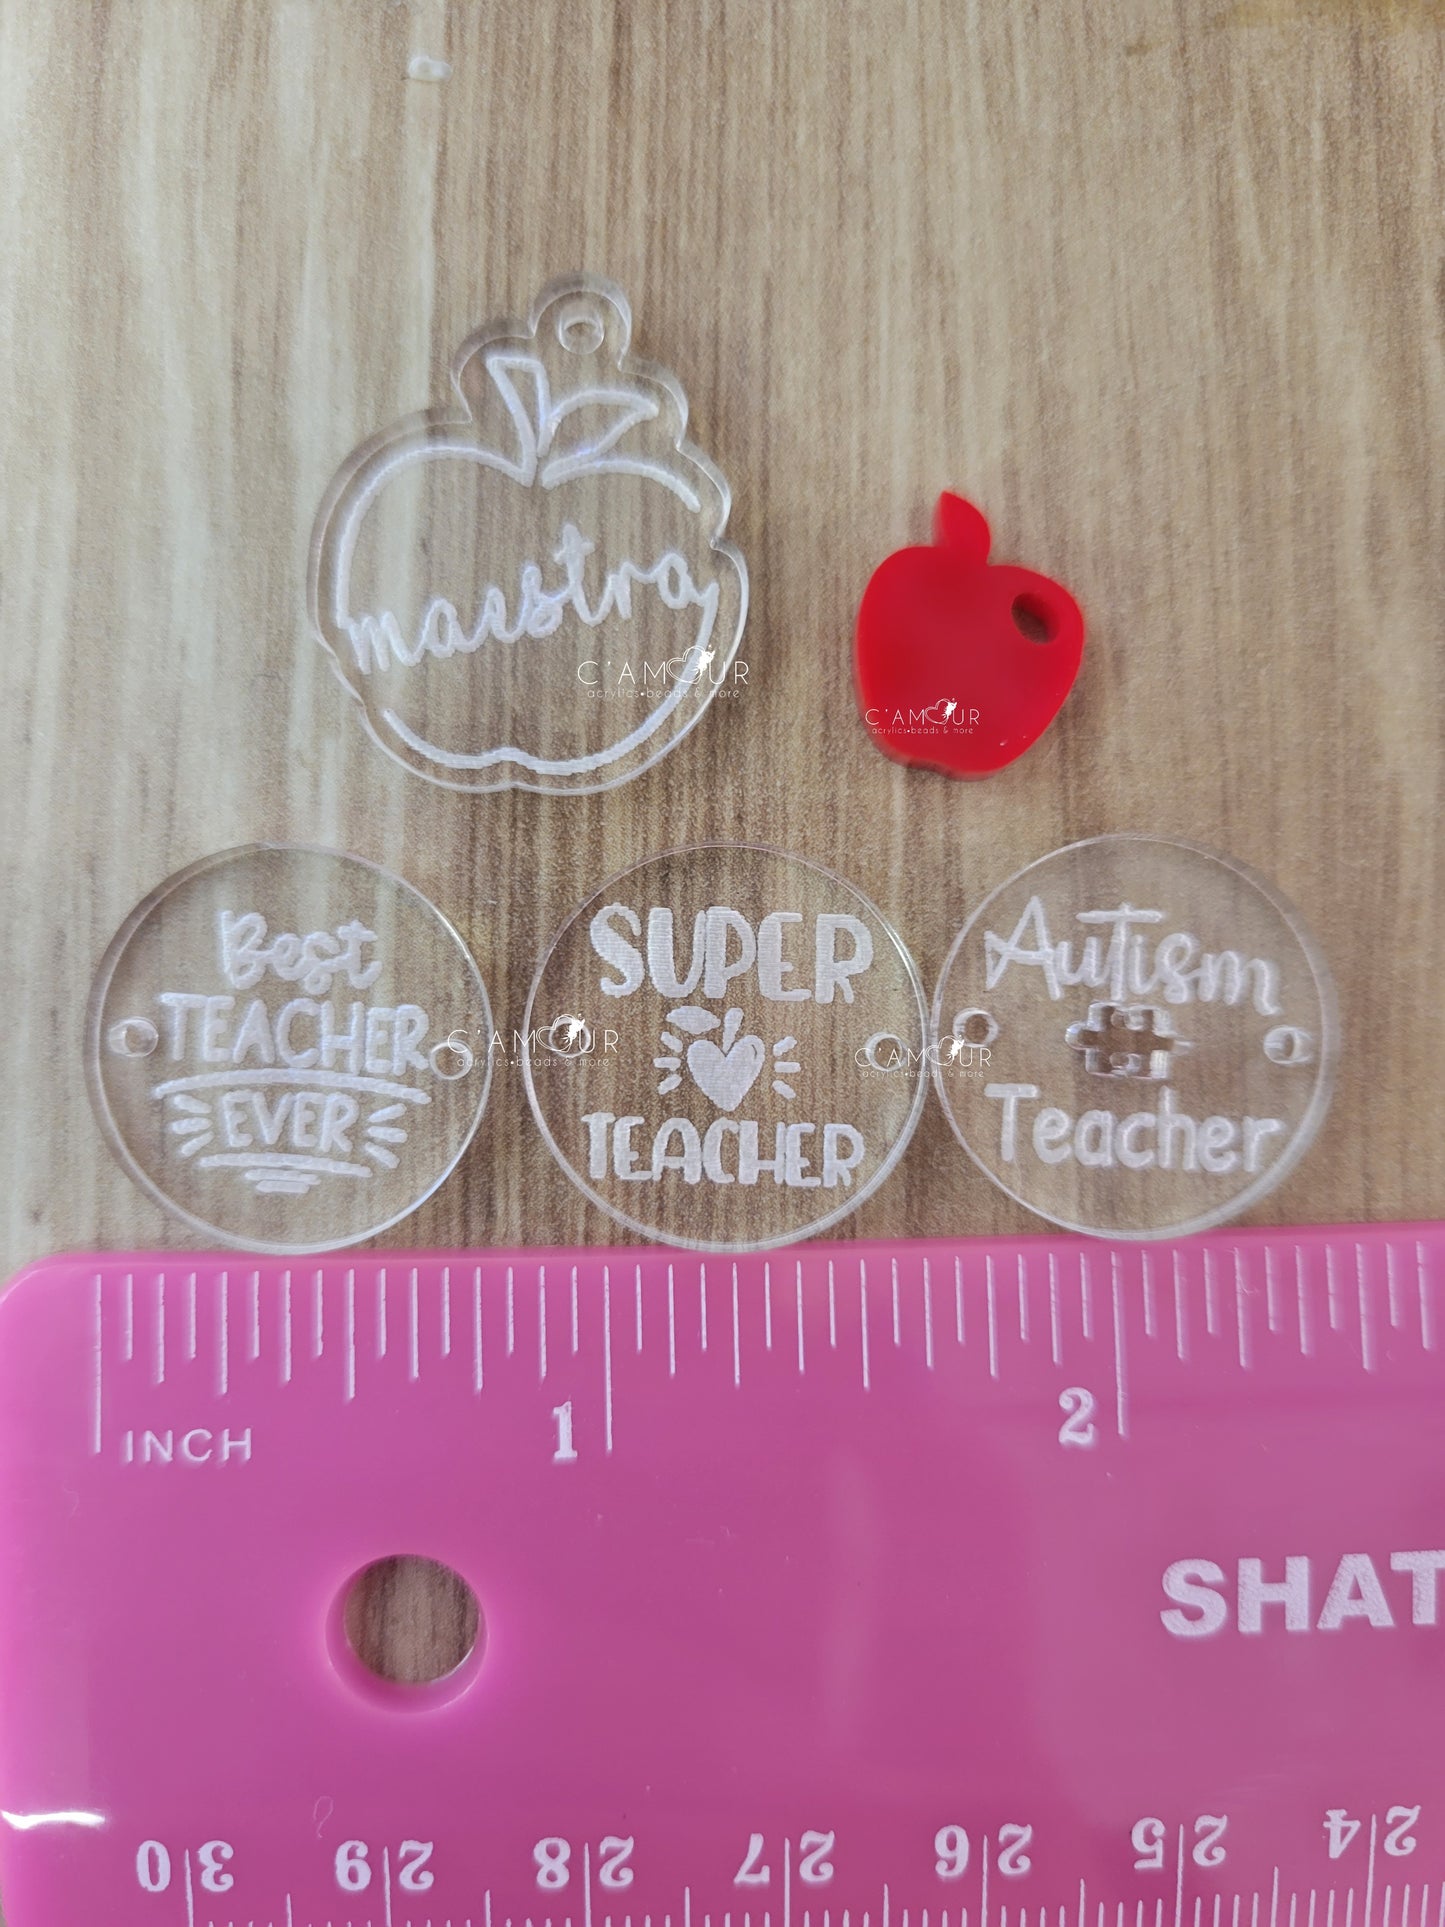 maestra
C'AMOUR
acrylics•beads & more
C'AMOUR
acrylics•beads & more
Best
TEACHER
EVER
C'AMOUR
acrylics•beads & more
SUPER
TEACHER
C'AMOUR
acrylics•beads & more
Autism
Teacher
INCH
1
2
SHAT
30
29
28
27
26
25
24